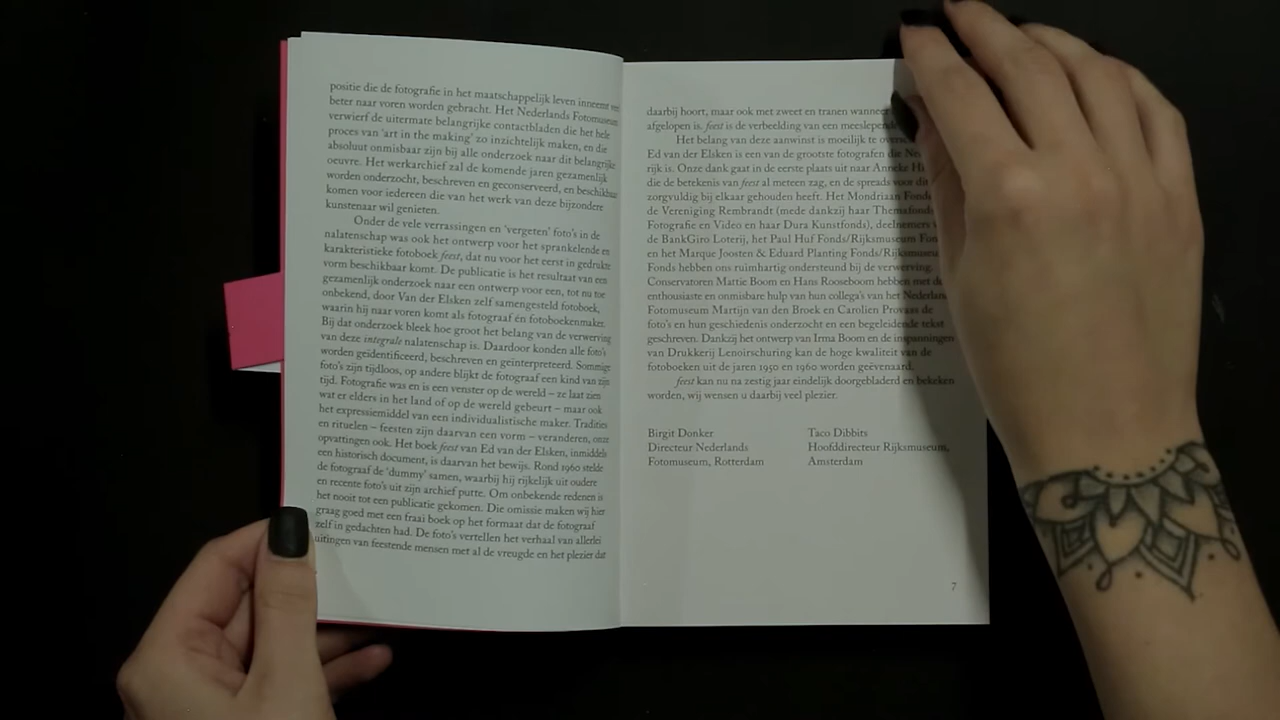 positie die de fotografie in het maatschappelijk leven inneemt
beter naar voren worden gebracht. Het Nederlands Fotomuseum
verwierf de uitermate belangrijke contactbladen die het hele
proces van ‘art in the making’ zo inzichtelijk maken, en die
absoluut onmisbaar zijn bij alle onderzoek naar dit belangrijke
oeuvre. Het werkarchief zal de komende jaren gezamenlijk
worden onderzocht, beschreven en geconserveerd, en beschikbaar
komen voor iedereen die van het werk van deze bijzondere
kunstenaar wil genieten.
Onder de vele verrassingen en ‘vergeten’ foto’s in de
nalatenschap was ook het ontwerp voor het sprankelende en
karakteristieke fotoboek feest, dat nu voor het eerst in gedrukte
vorm beschikbaar komt. De publicatie is het resultaat van een
gezamenlijk onderzoek naar een ontwerp voor een, tot nu toe
onbekend, door Van der Elsken zelf samengesteld fotoboek,
waarin hij naar voren komt als fotograaf én fotoboekenmaker.
Bij dat onderzoek bleek hoe groot het belang van de verwerving
van deze integrale nalatenschap is. Daardoor konden alle foto’s
worden geïdentificeerd, beschreven en geïnterpreteerd. Sommige
foto’s zijn tijdloos, op andere blijkt de fotograaf een kind van zijn
tijd. Fotografie was en is een venster op de wereld – ze laat zien
wat er elders in het land of op de wereld gebeurt – maar ook
het expressiemiddel van een individualistische maker. Tradities
en rituelen – feesten zijn daarvan een vorm – veranderen, onze
opvattingen ook. Het boek feest van Ed van der Elsken, inmiddels
een historisch document, is daarvan het bewijs. Rond 1960 stelde
de fotograaf de ‘dummy’ samen, waarbij hij rijkelijk uit oudere
en recente foto’s uit zijn archief putte. Om onbekende redenen is
het nooit tot een publicatie gekomen. Die omissie maken wij hier
graag goed met een fraai boek op het formaat dat de fotograaf
zelf in gedachten had. De foto’s vertellen het verhaal van allerlei
uitingen van feestende mensen met al de vreugde en het plezier dat
daarbij hoort, maar ook met zweet en tranen wanneer
afgelopen is. feest is de verbeelding van een
Het belang van deze aanwinst is moeilijk te
Ed van der Elsken is een van de grootste fotografen die
rijk is. Onze dank gaat in de eerste plaats uit naar Anneke
die de betekenis van feest al meteen zag, en de spreads voor dit
zorgvuldig bij elkaar gehouden heeft. Het Mondriaan Fonds
de Vereniging Rembrandt (mede dankzij haar Themafonds
Fotografie en Video en haar Dura Kunstfonds), deelnemers
de BankGiro Loterij, het Paul Huf Fonds/Rijksmuseum
en het Marque Joosten & Eduard Planting Fonds/Rijksmuseum
Fonds hebben ons ruimhartig ondersteund bij de verwerving.
Conservatoren Mattie Boom en Hans Rooseboom hebben met de
enthousiaste en onmisbare hulp van hun collega’s van het
Fotomuseum Martijn van den Broek en Carolien Provaas de
foto’s en hun geschiedenis onderzocht en een begeleidende tekst
geschreven. Dankzij het ontwerp van Irma Boom en de inspanningen
van Drukkerij Lenoirschuring kan de hoge kwaliteit van de
fotoboeken uit de jaren 1950 en 1960 worden geëvenaard.
feest kan nu na zestig jaar eindelijk doorgebladerd en bekeken
worden, wij wensen u daarbij veel plezier.
Birgit Donker
Directeur Nederlands
Fotomuseum, Rotterdam
Taco Dibbits
Hoofddirecteur Rijksmuseum,
Amsterdam
7